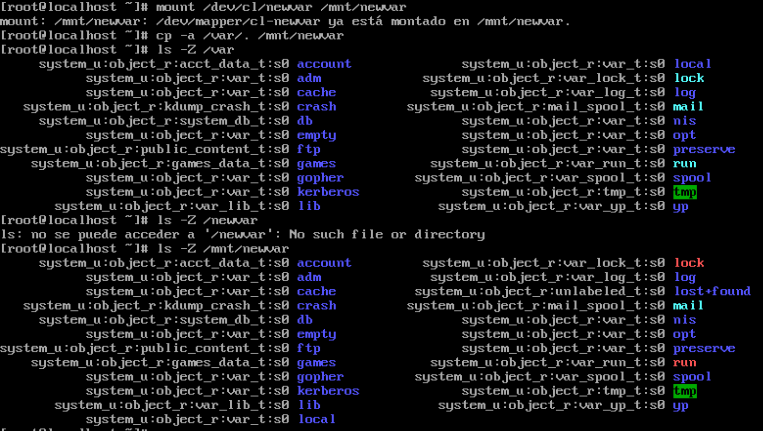 [root@localhost ~]# mount /dev/cl/newvar /mnt/newvar
mount: /mnt/newvar: /dev/mapper/cl-newvar ya está montado en /mnt/newvar.
[root@localhost ~]# cp -a /var/. /mnt/newvar
[root@localhost ~]# ls -Z /var
system_u:object_r:acct_data_t:s0 account system_u:object_r:var_t:s0 local
system_u:object_r:var_t:s0 adm system_u:object_r:var_lock_t:s0 lock
system_u:object_r:var_t:s0 cache system_u:object_r:var_log_t:s0 log
system_u:object_r:kdump_crash_t:s0 crash system_u:object_r:mail_spool_t:s0 mail
system_u:object_r:system_db_t:s0 db system_u:object_r:var_t:s0 nis
system_u:object_r:var_t:s0 empty system_u:object_r:var_t:s0 opt
system_u:object_r:public_content_t:s0 ftp system_u:object_r:var_t:s0 preserve
system_u:object_r:games_data_t:s0 games system_u:object_r:var_run_t:s0 run
system_u:object_r:var_t:s0 gopher system_u:object_r:var_spool_t:s0 spool
system_u:object_r:var_t:s0 kerberos system_u:object_r:tmp_t:s0 tmp
system_u:object_r:var_lib_t:s0 lib system_u:object_r:var_yp_t:s0 yp
[root@localhost ~]# ls -Z /newvar
ls: no se puede acceder a '/newvar': No such file or directory
[root@localhost ~]# ls -Z /mnt/newvar
system_u:object_r:acct_data_t:s0 account system_u:object_r:var_lock_t:s0 lock
system_u:object_r:var_t:s0 adm system_u:object_r:var_log_t:s0 log
system_u:object_r:var_t:s0 cache system_u:object_r:unlabeled_t:s0 lost+found
system_u:object_r:kdump_crash_t:s0 crash system_u:object_r:mail_spool_t:s0 mail
system_u:object_r:system_db_t:s0 db system_u:object_r:var_t:s0 nis
system_u:object_r:var_t:s0 empty system_u:object_r:var_t:s0 opt
system_u:object_r:public_content_t:s0 ftp system_u:object_r:var_t:s0 preserve
system_u:object_r:games_data_t:s0 games system_u:object_r:var_run_t:s0 run
system_u:object_r:var_t:s0 gopher system_u:object_r:var_spool_t:s0 spool
system_u:object_r:var_t:s0 kerberos system_u:object_r:tmp_t:s0 tmp
system_u:object_r:var_lib_t:s0 lib system_u:object_r:var_yp_t:s0 yp
system_u:object_r:var_t:s0 local
[root@localhost ~]#